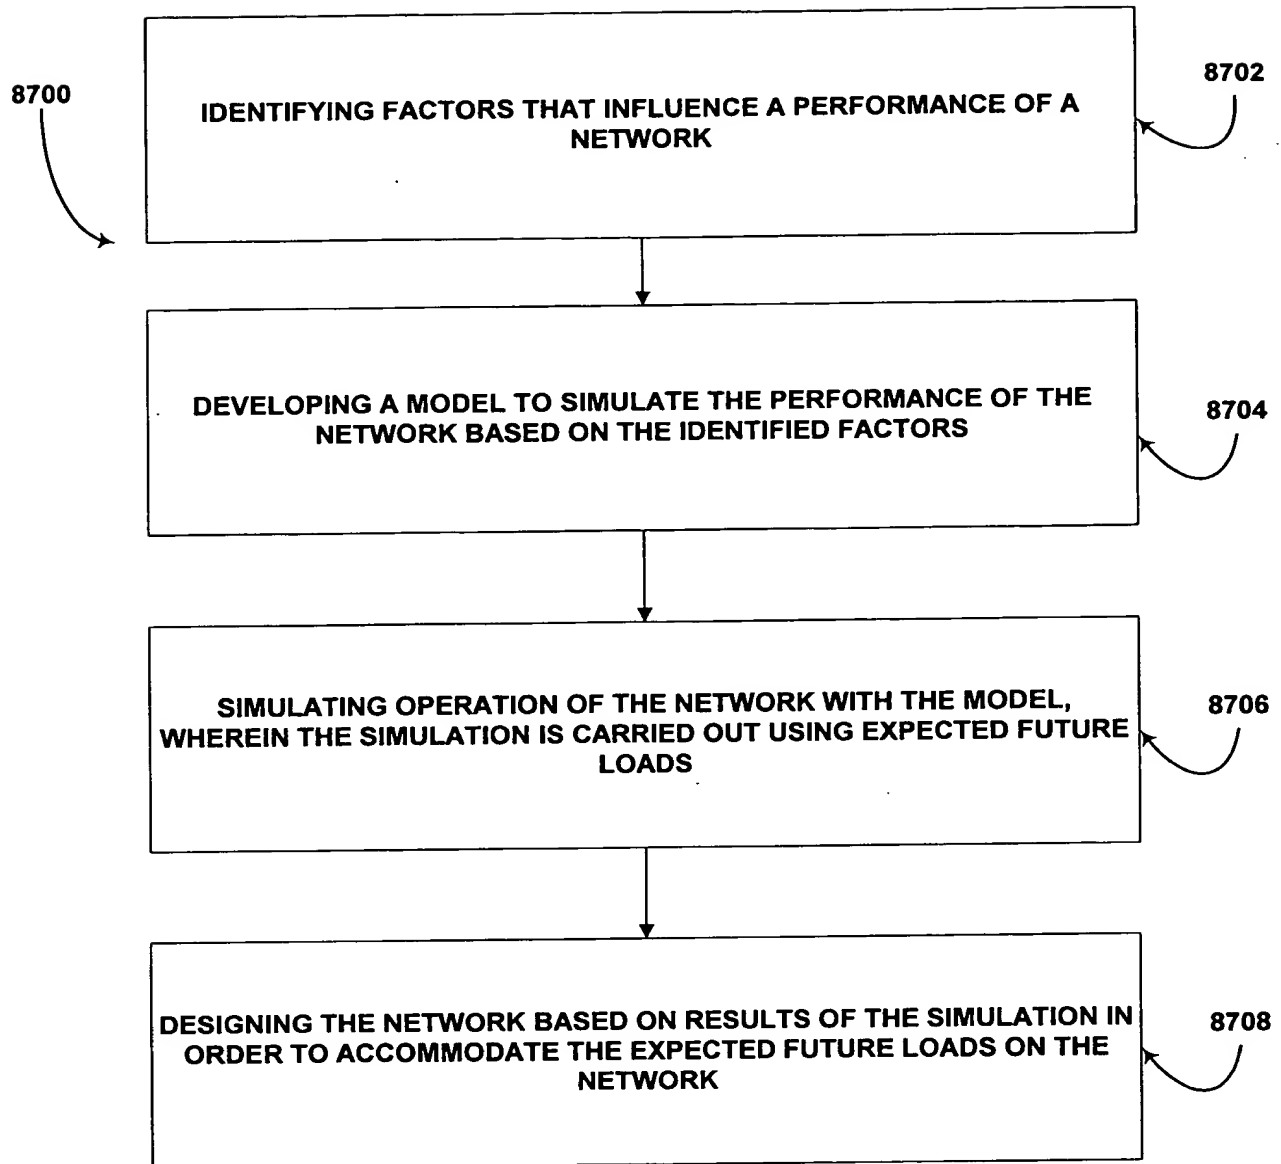 8700
8702
IDENTIFYING FACTORS THAT INFLUENCE A PERFORMANCE OF A
NETWORK
DEVELOPING A MODEL TO SIMULATE THE PERFORMANCE OF THE
NETWORK BASED ON THE IDENTIFIED FACTORS
8704
SIMULATING OPERATION OF THE NETWORK WITH THE MODEL,
WHEREIN THE SIMULATION IS CARRIED OUT USING EXPECTED FUTURE
LOADS
8706
DESIGNING THE NETWORK BASED ON RESULTS OF THE SIMULATION IN
ORDER TO ACCOMMODATE THE EXPECTED FUTURE LOADS ON THE
NETWORK
8708